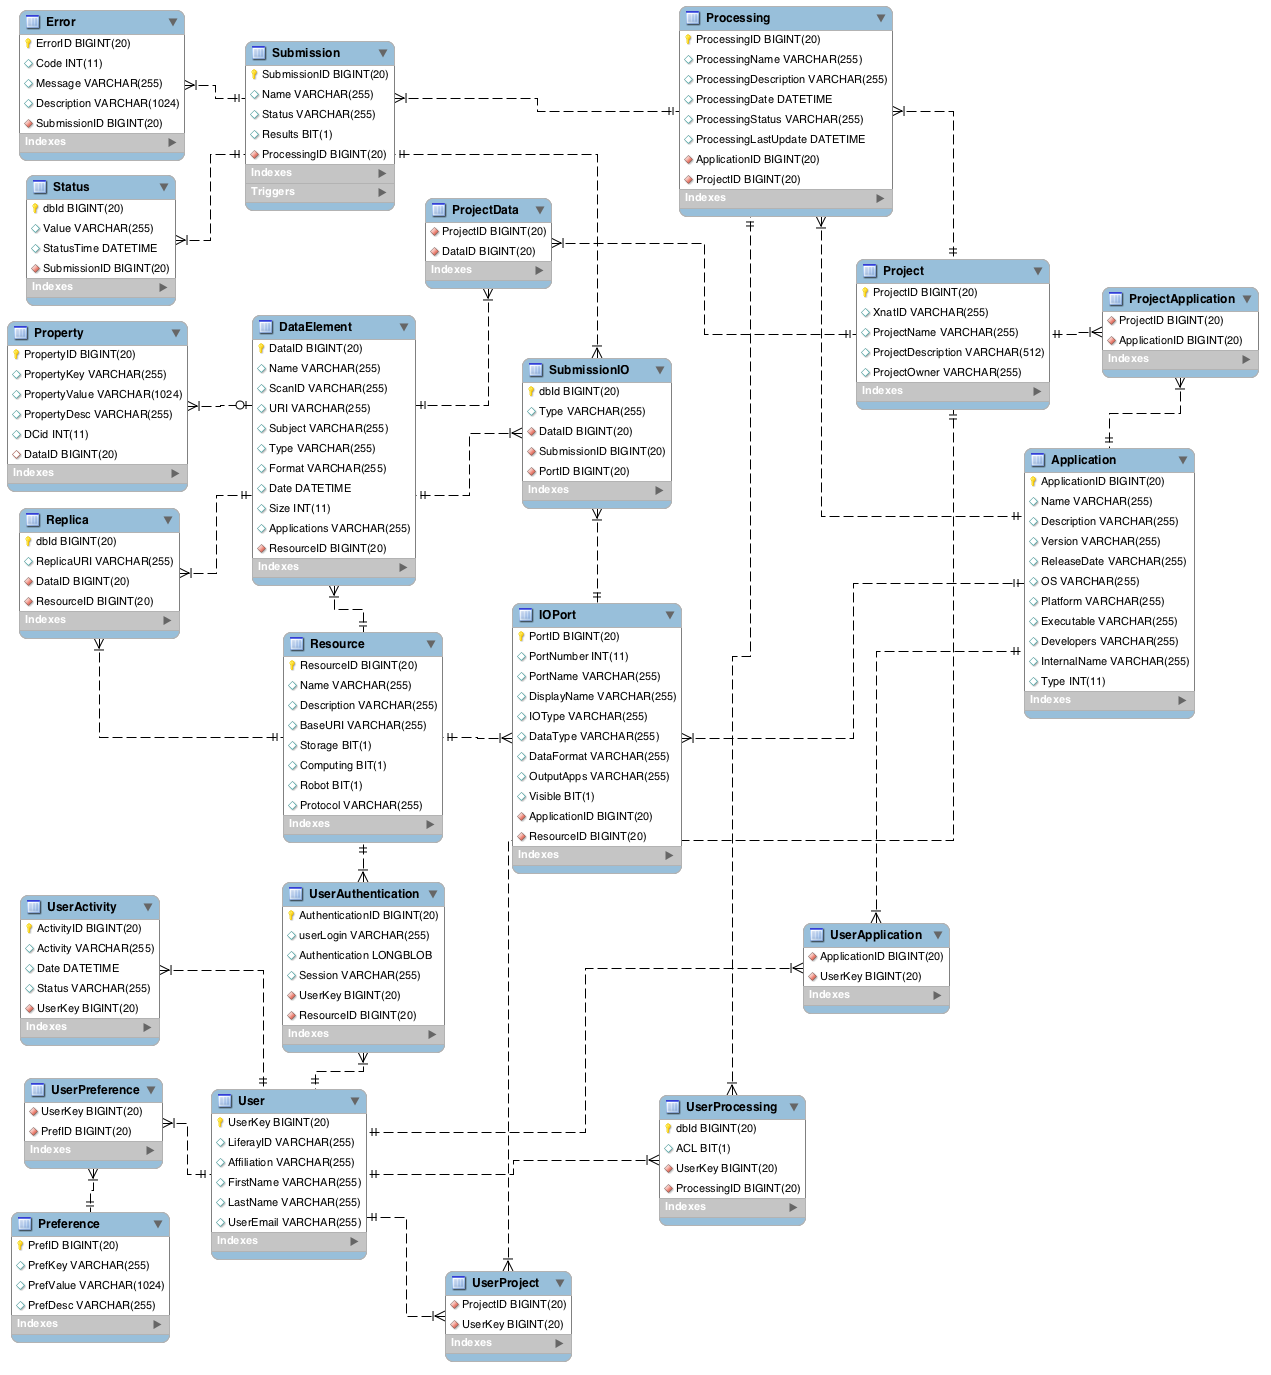 Error
ErrorID BIGINT(20)
Code INT(11)
Message VARCHAR(255)
Description VARCHAR(1024)
SubmissionID BIGINT(20)
Indexes
Submission
SubmissionID BIGINT(20)
Name VARCHAR(255)
Status VARCHAR(255)
Results BIT(1)
ProcessingID BIGINT(20)
Indexes
Triggers
Processing
ProcessingID BIGINT(20)
ProcessingName VARCHAR(255)
ProcessingDescription VARCHAR(255)
ProcessingDate DATETIME
ProcessingStatus VARCHAR(255)
ProcessingLastUpdate DATETIME
ApplicationID BIGINT(20)
ProjectID BIGINT(20)
Indexes
Status
dbId BIGINT(20)
Value VARCHAR(255)
StatusTime DATETIME
SubmissionID BIGINT(20)
Indexes
ProjectData
ProjectID BIGINT(20)
DataID BIGINT(20)
Indexes
Project
ProjectID BIGINT(20)
XnatID VARCHAR(255)
ProjectName VARCHAR(255)
ProjectDescription VARCHAR(512)
ProjectOwner VARCHAR(255)
Indexes
ProjectApplication
ProjectID BIGINT(20)
ApplicationID BIGINT(20)
Indexes
Property
PropertyID BIGINT(20)
PropertyKey VARCHAR(255)
PropertyValue VARCHAR(1024)
PropertyDesc VARCHAR(255)
DCid INT(11)
DataID BIGINT(20)
Indexes
DataElement
DataID BIGINT(20)
Name VARCHAR(255)
ScanID VARCHAR(255)
URI VARCHAR(255)
Subject VARCHAR(255)
Type VARCHAR(255)
Format VARCHAR(255)
Date DATETIME
Size INT(11)
Applications VARCHAR(255)
ResourceID BIGINT(20)
Indexes
SubmissionIO
dbId BIGINT(20)
Type VARCHAR(255)
DataID BIGINT(20)
SubmissionID BIGINT(20)
PortID BIGINT(20)
Indexes
Application
ApplicationID BIGINT(20)
Name VARCHAR(255)
Description VARCHAR(255)
Version VARCHAR(255)
ReleaseDate VARCHAR(255)
OS VARCHAR(255)
Platform VARCHAR(255)
Executable VARCHAR(255)
Developers VARCHAR(255)
InternalName VARCHAR(255)
Type INT(11)
Indexes
Replica
dbId BIGINT(20)
ReplicaURI VARCHAR(255)
DataID BIGINT(20)
ResourceID BIGINT(20)
Indexes
Resource
ResourceID BIGINT(20)
Name VARCHAR(255)
Description VARCHAR(255)
BaseURI VARCHAR(255)
Storage BIT(1)
Computing BIT(1)
Robot BIT(1)
Protocol VARCHAR(255)
Indexes
IOPort
PortID BIGINT(20)
PortNumber INT(11)
PortName VARCHAR(255)
DisplayName VARCHAR(255)
IOType VARCHAR(255)
DataType VARCHAR(255)
DataFormat VARCHAR(255)
OutputApps VARCHAR(255)
Visible BIT(1)
ApplicationID BIGINT(20)
ResourceID BIGINT(20)
Indexes
UserActivity
ActivityID BIGINT(20)
Activity VARCHAR(255)
Date DATETIME
Status VARCHAR(255)
UserKey BIGINT(20)
Indexes
UserAuthentication
AuthenticationID BIGINT(20)
userLogin VARCHAR(255)
Authentication LONGBLOB
Session VARCHAR(255)
UserKey BIGINT(20)
ResourceID BIGINT(20)
Indexes
UserApplication
ApplicationID BIGINT(20)
UserKey BIGINT(20)
Indexes
UserPreference
UserKey BIGINT(20)
PrefID BIGINT(20)
Indexes
User
UserKey BIGINT(20)
LiferayID VARCHAR(255)
Affiliation VARCHAR(255)
FirstName VARCHAR(255)
LastName VARCHAR(255)
UserEmail VARCHAR(255)
Indexes
UserProcessing
dbId BIGINT(20)
ACL BIT(1)
UserKey BIGINT(20)
ProcessingID BIGINT(20)
Indexes
Preference
PrefID BIGINT(20)
PrefKey VARCHAR(255)
PrefValue VARCHAR(1024)
PrefDesc VARCHAR(255)
Indexes
UserProject
ProjectID BIGINT(20)
UserKey BIGINT(20)
Indexes